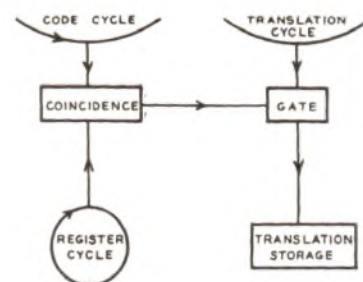 CODE CYCLE
TRANSLATION
CYCLE
COINCIDENCE
GATE
REGISTER
CYCLE
TRANSLATION
STORAGE